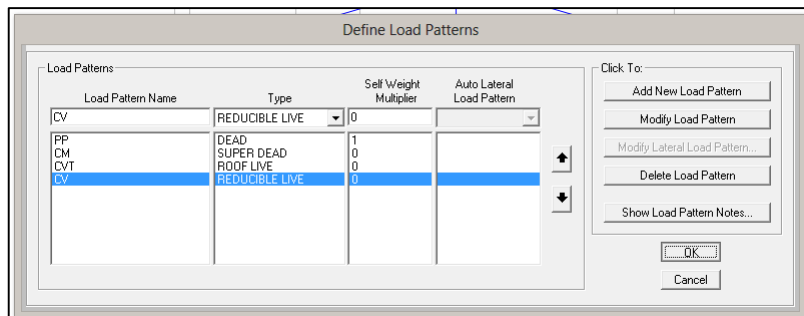 Define Load Patterns
Load Patterns
Click To:
Load Pattern Name Type Self Weight Multiplier Auto Lateral Load Pattern
CV REDUCIBLE LIVE 0
PP DEAD 1
CM SUPER DEAD 0
CVT ROOF LIVE 0
CV REDUCIBLE LIVE 0
Add New Load Pattern
Modify Load Pattern
Modify Lateral Load Pattern...
Delete Load Pattern
Show Load Pattern Notes...
OK
Cancel